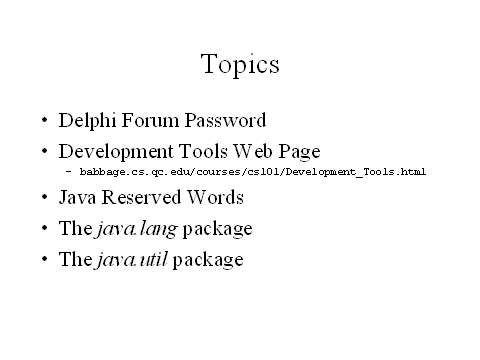 Topics
• Delphi Forum Password
• Development Tools Web Page
– babbage.cs.qc.edu/courses/cs101/Development_Tools.html
• Java Reserved Words
• The java.lang package
• The java.util package